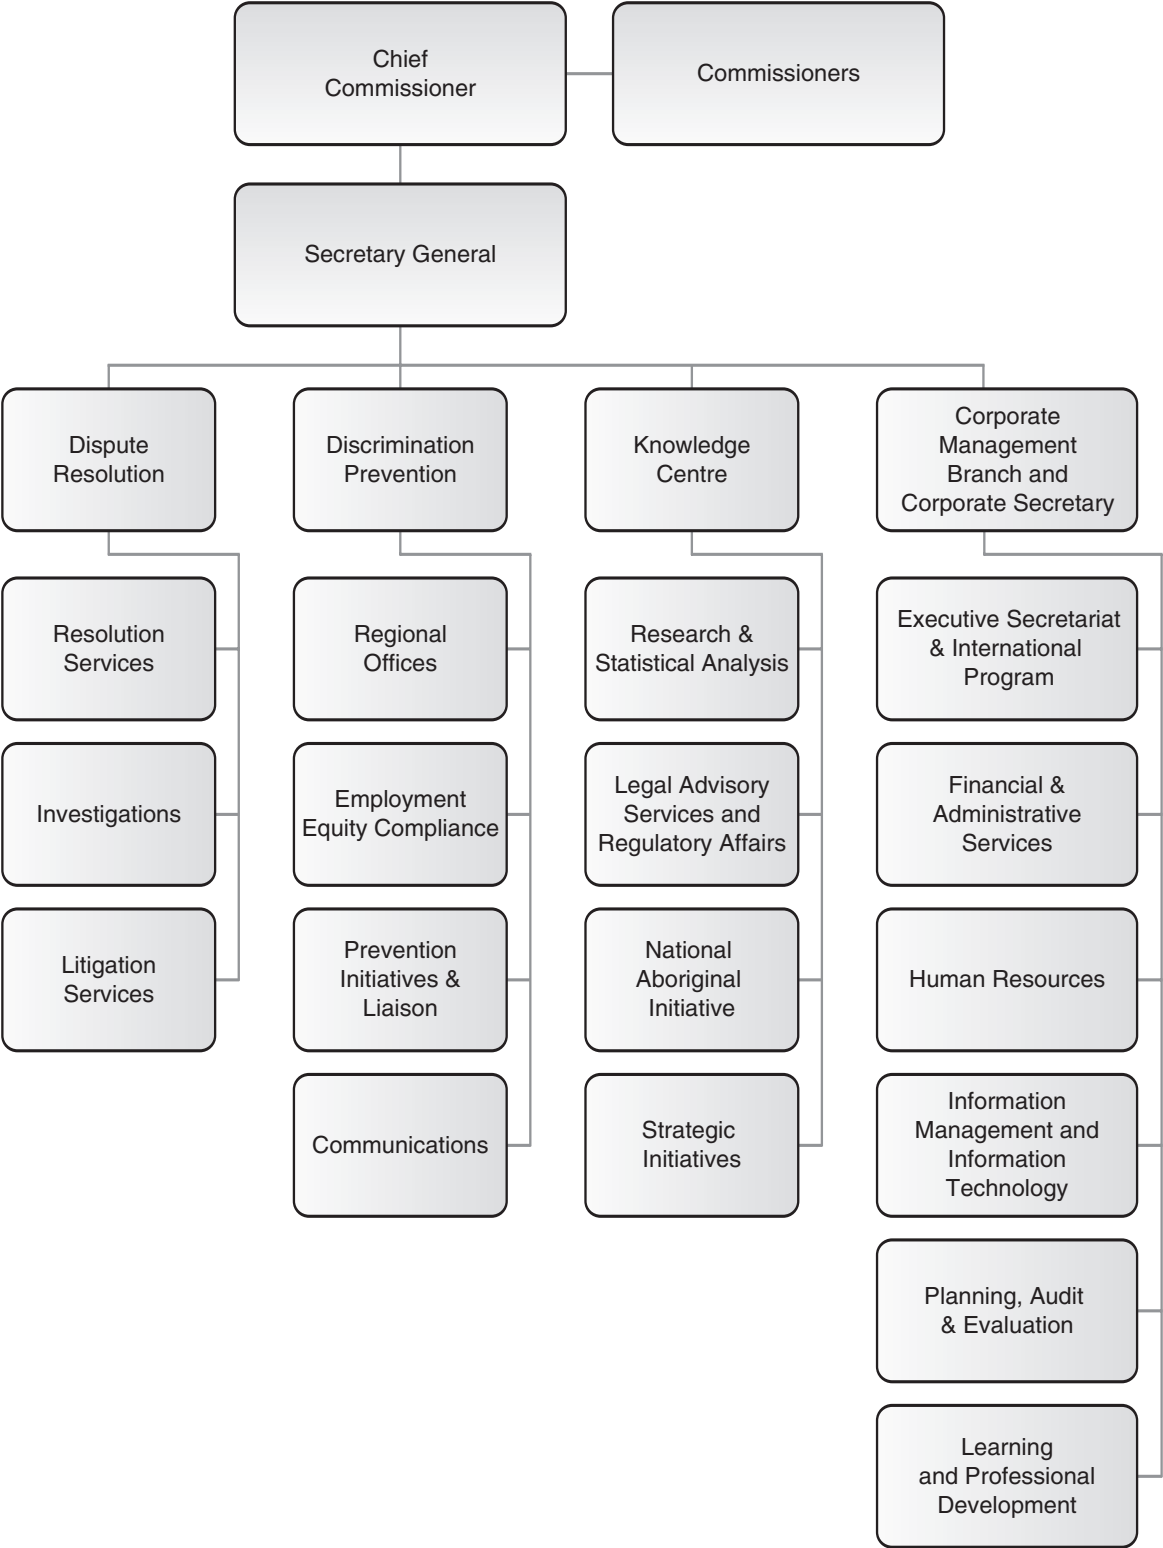 Chief
Commissioner
Commissioners
Secretary General
Dispute
Resolution
Discrimination
Prevention
Knowledge
Centre
Corporate
Management
Branch and
Corporate Secretary
Resolution
Services
Regional
Offices
Research &
Statistical Analysis
Executive Secretariat
& International
Program
Investigations
Employment
Equity Compliance
Legal Advisory
Services and
Regulatory Affairs
Financial &
Administrative
Services
Litigation
Services
Prevention
Initiatives &
Liaison
National
Aboriginal
Initiative
Human Resources
Communications
Strategic
Initiatives
Information
Management and
Information
Technology
Planning, Audit
& Evaluation
Learning
and Professional
Development